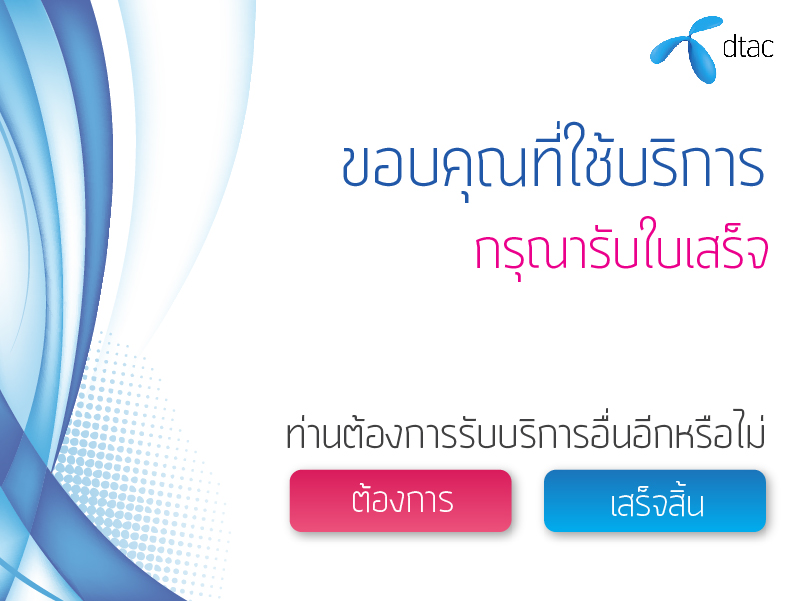 dtac
ขอบคุณที่ใช้บริการ
กรุณารับใบเสร็จ
ท่านต้องการรับบริการอื่นอีกหรือไม่
ต้องการ
เสร็จสิ้น